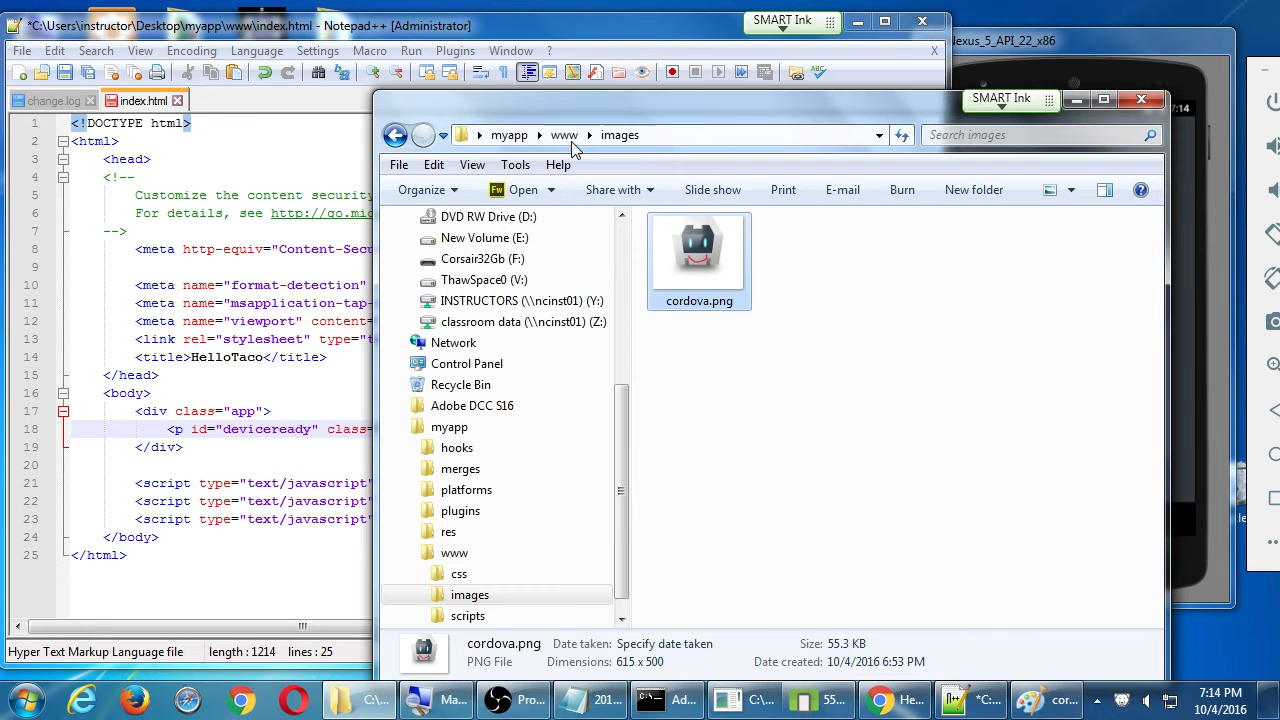 *C:\Users\instructor\Desktop\myapp\www\index.html - Notepad++ [Administrator]
SMART Ink
Nexus_5_API_22_x86
File Edit Search View Encoding Language Settings Macro Run Plugins Window ? X
change.log index.html
SMART Ink
7:14
myapp www images
Search images
File Edit View Tools Help
Organize Open Share with Slide show Print E-mail Burn New folder
1 <!DOCTYPE html>
2 <html>
3 <head>
4 <!--
5 Customize the content security
6 For details, see http://go.mic
7 -->
8 <meta http-equiv="Content-Secu
9
10 <meta name="format-detection"
11 <meta name="msapplication-tap-
12 <meta name="viewport" content=
13 <link rel="stylesheet" type="t
14 <title>HelloTaco</title>
15 </head>
16 <body>
17 <div class="app">
18 <p id="deviceready" class=
19 </div>
20
21 <script type="text/javascript"
22 <script type="text/javascript"
23 <script type="text/javascript"
24 </body>
25 </html>
DVD RW Drive (D:)
New Volume (E:)
Corsair32Gb (F:)
ThawSpace0 (V:)
INSTRUCTORS (\\ncinst01) (Y:)
classroom data (\\ncinst01) (Z:)
Network
Control Panel
Recycle Bin
Adobe DCC S16
myapp
hooks
merges
platforms
plugins
res
www
css
images
scripts
cordova.png
cordova.png Date taken: Specify date taken Size: 55.3 KB
PNG File Dimensions: 615 x 500 Date created: 10/4/2016 6:53 PM
Hyper Text Markup Language file length : 1214 lines : 25
C:\... Ma... Pro... 201... Ad... C:\... 55... He... *C:... cor...
7:14 PM
10/4/2016